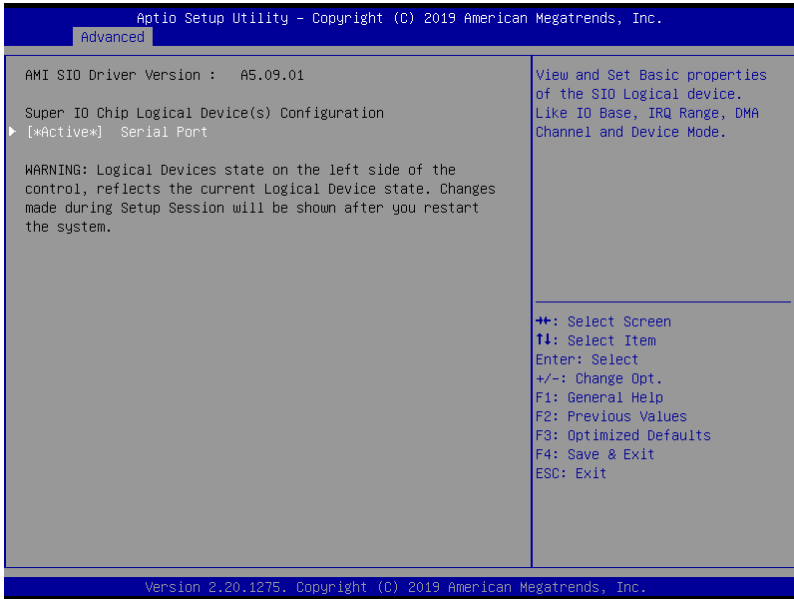 Aptio Setup Utility – Copyright (C) 2019 American Megatrends, Inc.
Advanced
AMI SIO Driver Version : A5.09.01
Super IO Chip Logical Device(s) Configuration
[*Active*] Serial Port
WARNING: Logical Devices state on the left side of the
control, reflects the current Logical Device state. Changes
made during Setup Session will be shown after you restart
the system.
View and Set Basic properties
of the SIO Logical device.
Like IO Base, IRQ Range, DMA
Channel and Device Mode.
→←: Select Screen
↑↓: Select Item
Enter: Select
+/-: Change Opt.
F1: General Help
F2: Previous Values
F3: Optimized Defaults
F4: Save & Exit
ESC: Exit
Version 2.20.1275. Copyright (C) 2019 American Megatrends, Inc.